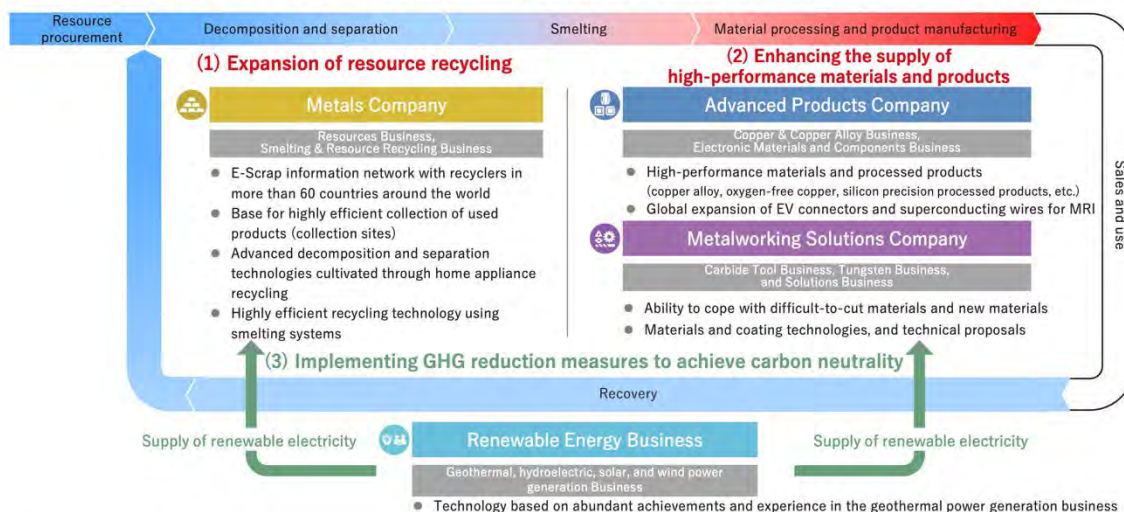 Resource
procurement
Decomposition and separation
Smelting
Material processing and product manufacturing
(1) Expansion of resource recycling
Metals Company
Resources Business,
Smelting & Resource Recycling Business
● E-Scrap information network with recyclers in
more than 60 countries around the world
● Base for highly efficient collection of used
products (collection sites)
● Advanced decomposition and separation
technologies cultivated through home appliance
recycling
● Highly efficient recycling technology using
smelting systems
(2) Enhancing the supply of
high-performance materials and products
Advanced Products Company
Copper & Copper Alloy Business,
Electronic Materials and Components Business
● High-performance materials and processed products
(copper alloy, oxygen-free copper, silicon precision processed products, etc.)
● Global expansion of EV connectors and superconducting wires for MRI
Metalworking Solutions Company
Carbide Tool Business, Tungsten Business,
and Solutions Business
● Ability to cope with difficult-to-cut materials and new materials
● Materials and coating technologies, and technical proposals
Sales and use
(3) Implementing GHG reduction measures to achieve carbon neutrality
Recovery
Supply of renewable electricity
Renewable Energy Business
Supply of renewable electricity
Geothermal, hydroelectric, solar, and wind power
generation Business
● Technology based on abundant achievements and experience in the geothermal power generation business